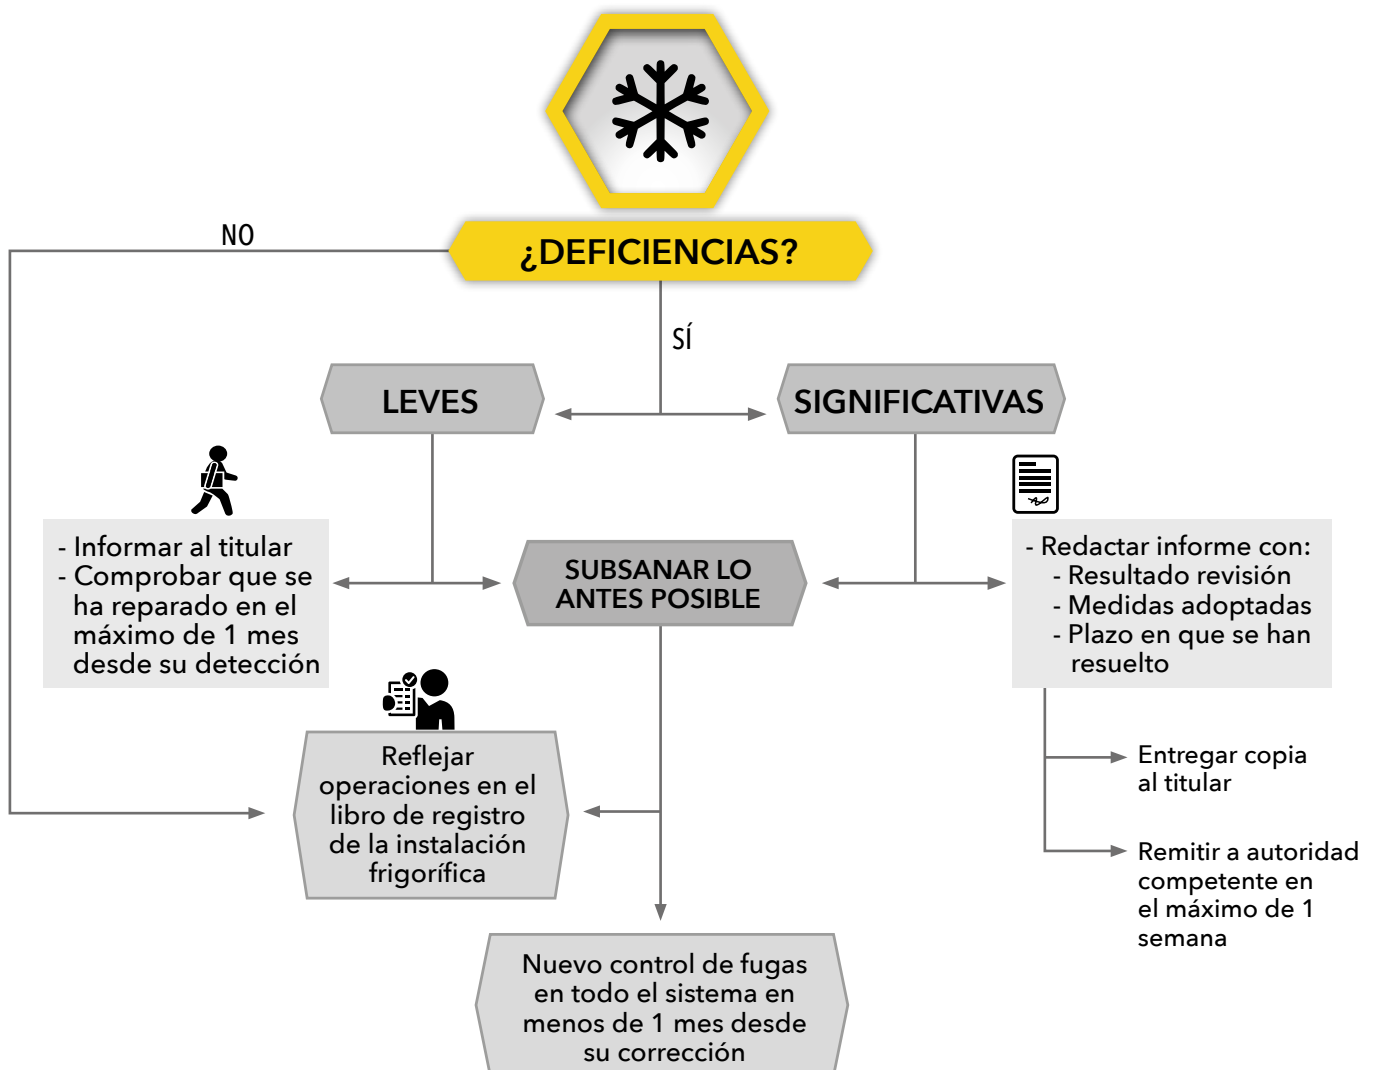 NO
¿DEFICIENCIAS?
SÍ
LEVES
SIGNIFICATIVAS
- Informar al titular
- Comprobar que se
ha reparado en el
máximo de 1 mes
desde su detección
SUBSANAR LO
ANTES POSIBLE
- Redactar informe con:
- Resultado revisión
- Medidas adoptadas
- Plazo en que se han
resuelto
Reflejar
operaciones en el
libro de registro
de la instalación
frigorífica
Entregar copia
al titular
Remitir a autoridad
competente en
el máximo de 1
semana
Nuevo control de fugas
en todo el sistema en
menos de 1 mes desde
su corrección